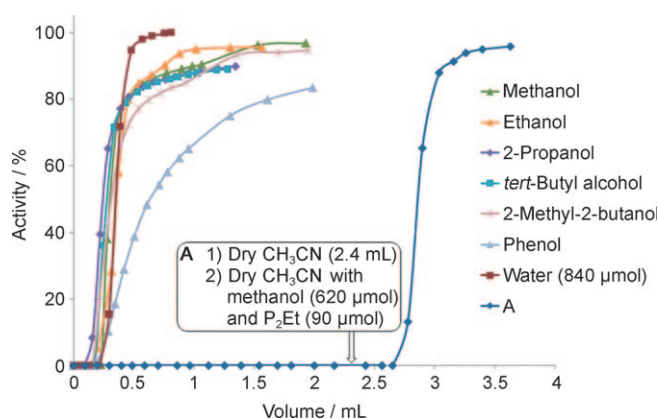 100
80
60
40
20
0
Activity / %
0
0.5
1
1.5
2
2.5
3
3.5
4
Volume / mL
A 1) Dry CH₃CN (2.4 mL)
2) Dry CH₃CN with
methanol (620 μmol)
and P₂Et (90 μmol)
Methanol
Ethanol
2-Propanol
tert-Butyl alcohol
2-Methyl-2-butanol
Phenol
Water (840 μmol)
A